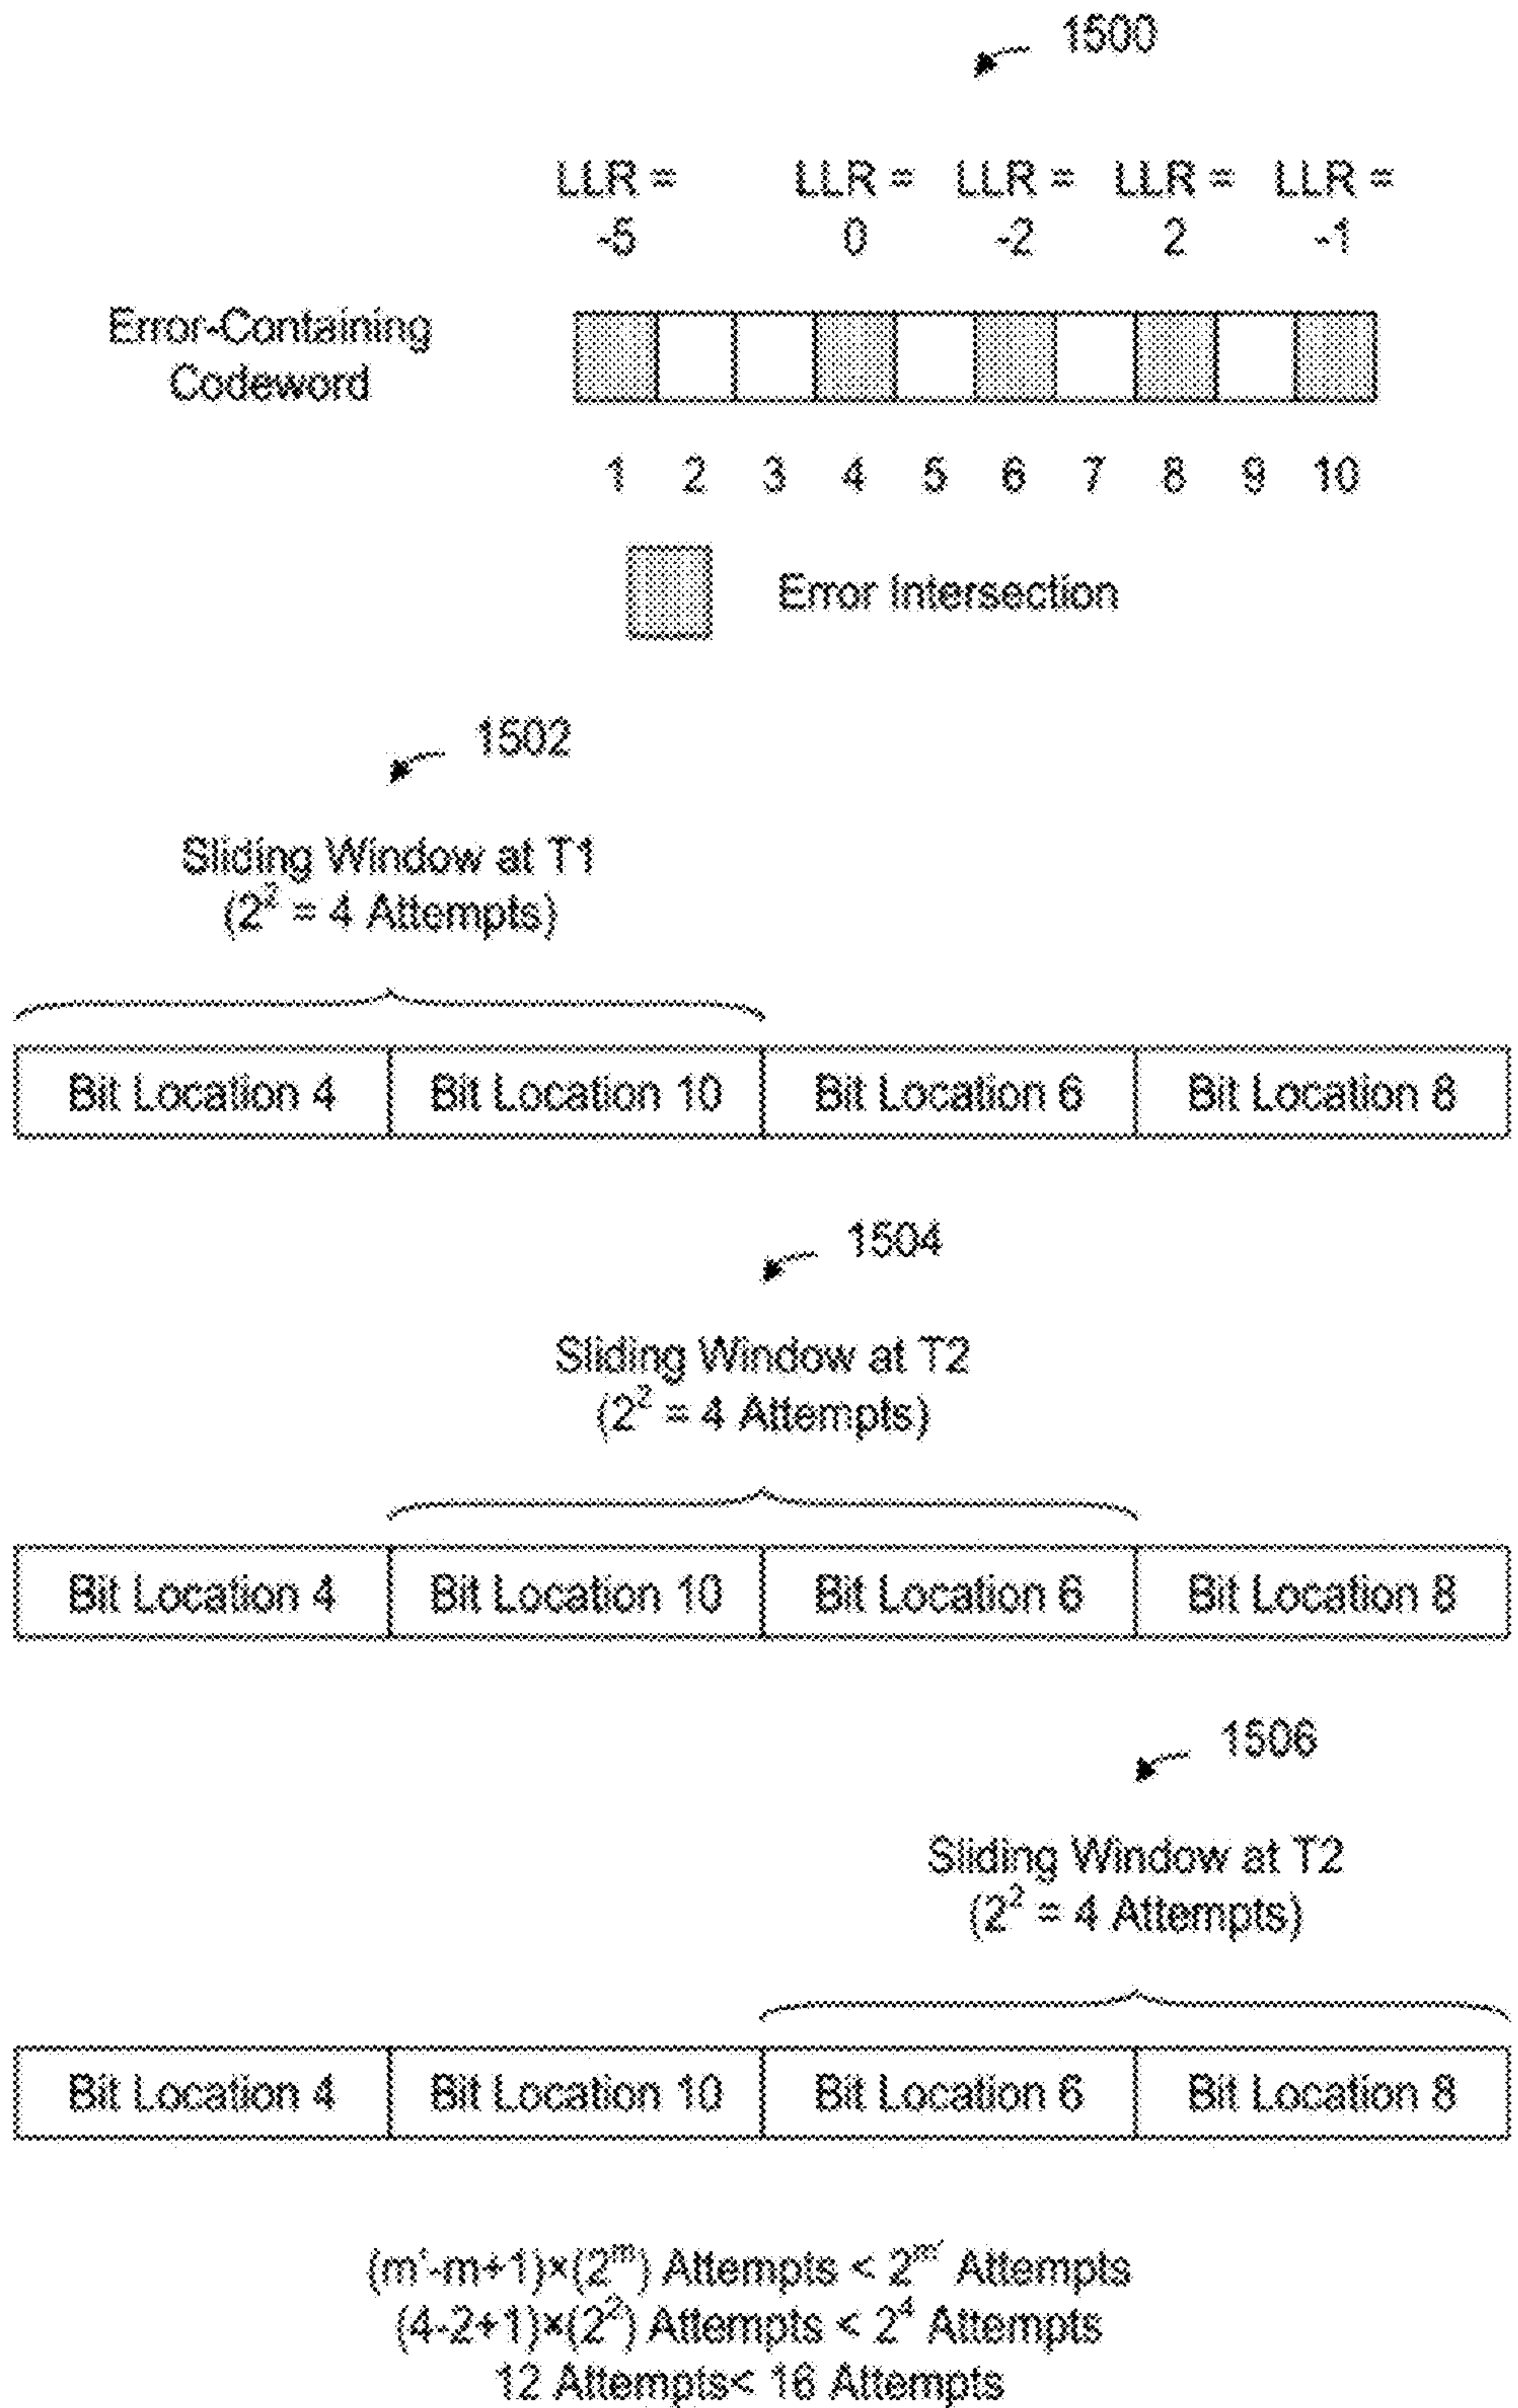 1500
LLR = LLR = LLR = LLR = LLR =
-5 0 -2 2 -1
Error-Containing
Codeword
1 2 3 4 5 6 7 8 9 10
Error Intersection
1502
Sliding Window at T1
(2² = 4 Attempts)
Bit Location 4 Bit Location 10 Bit Location 6 Bit Location 8
1504
Sliding Window at T2
(2² = 4 Attempts)
Bit Location 4 Bit Location 10 Bit Location 6 Bit Location 8
1506
Sliding Window at T2
(2² = 4 Attempts)
Bit Location 4 Bit Location 10 Bit Location 6 Bit Location 8
(m'-m+1)×(2ᵐ) Attempts < 2ᵐ' Attempts
(4-2+1)×(2²) Attempts < 2⁴ Attempts
12 Attempts< 16 Attempts